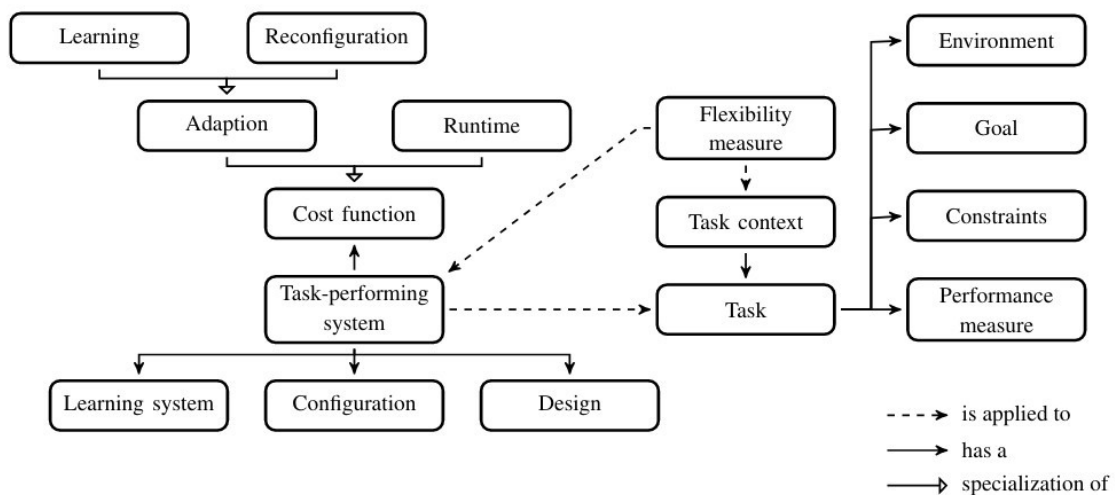 Learning
Reconfiguration
Environment
Adaption
Runtime
Flexibility
measure
Goal
Cost function
Task context
Constraints
Task-performing
system
Task
Performance
measure
Learning system
Configuration
Design
is applied to
has a
specialization of